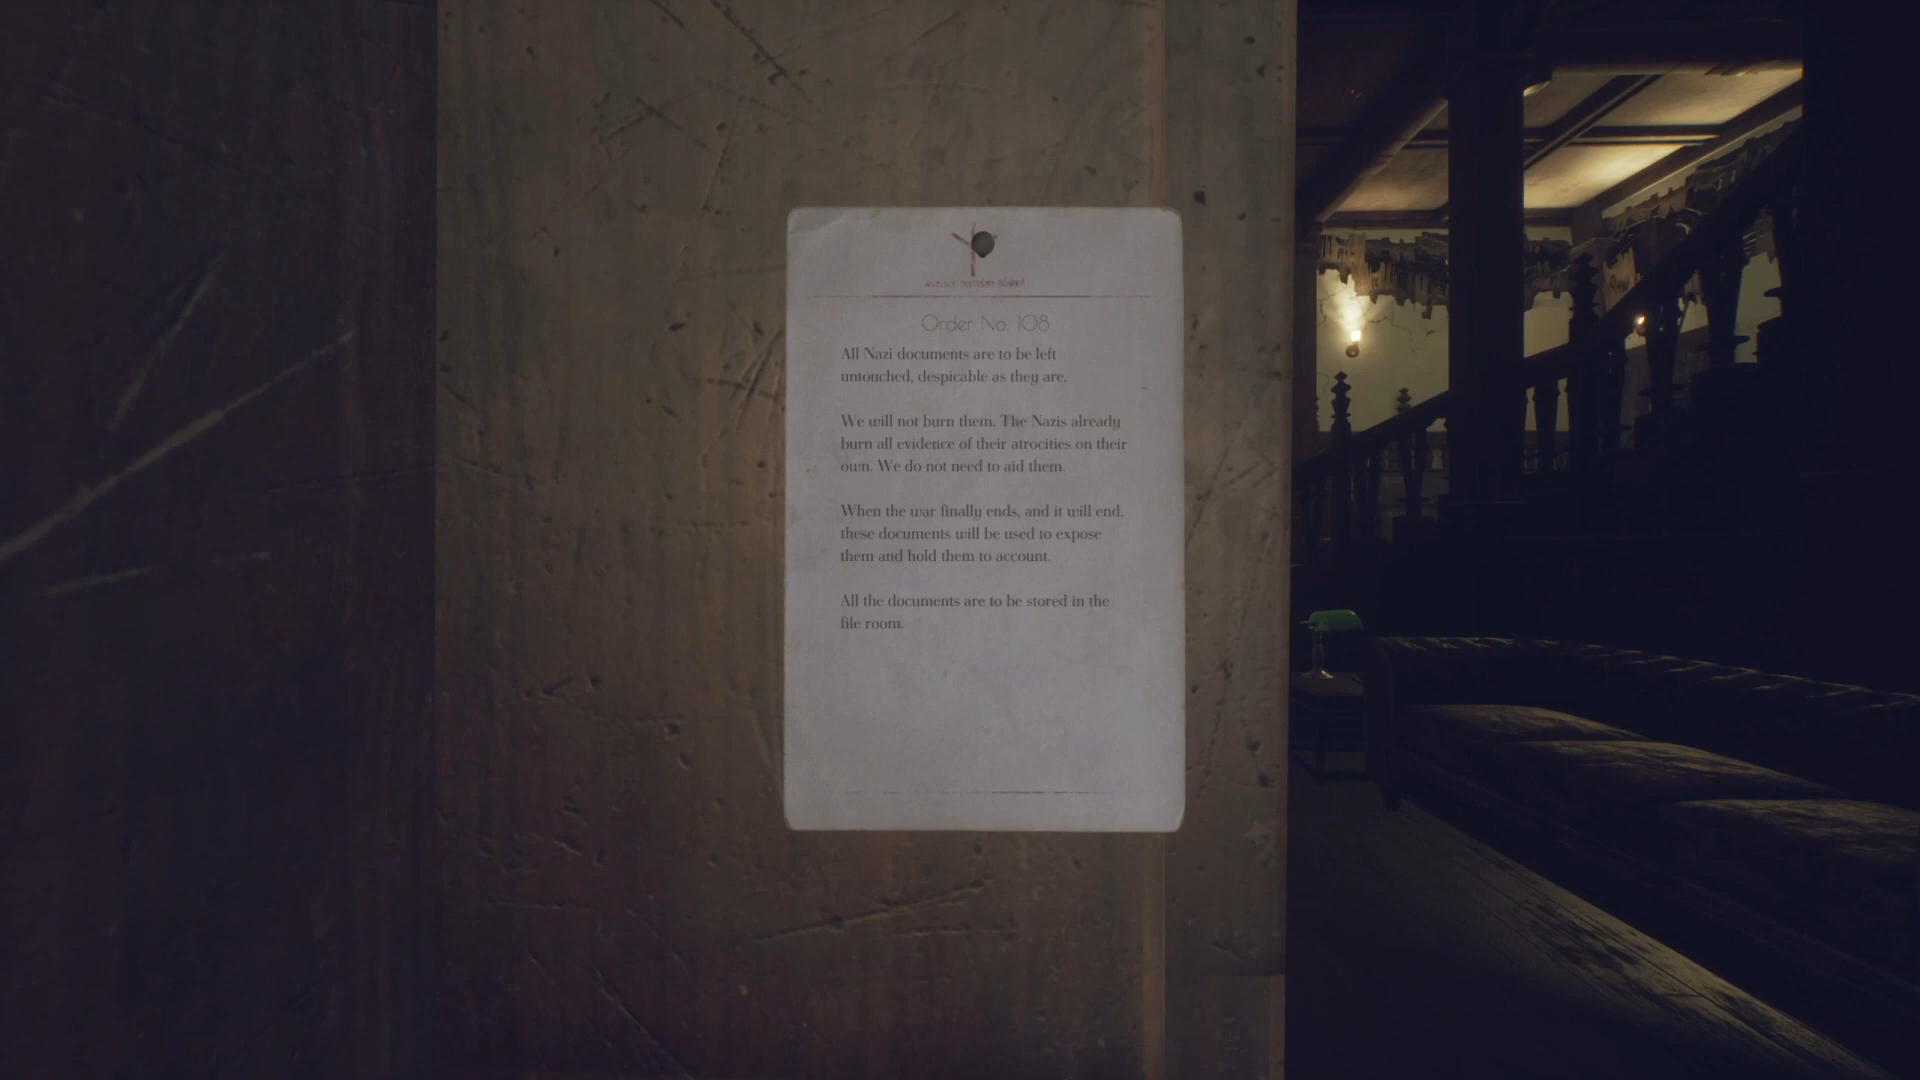 Order No. 108
All Nazi documents are to be left
untouched, despicable as they are.
We will not burn them. The Nazis already
burn all evidence of their atrocities on their
own. We do not need to aid them.
When the war finally ends, and it will end,
these documents will be used to expose
them and hold them to account.
All the documents are to be stored in the
file room.